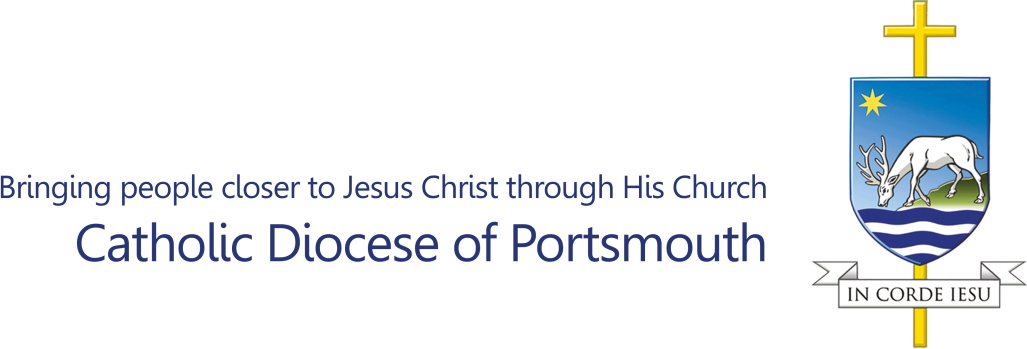 Bringing people closer to Jesus Christ through His Church
Catholic Diocese of Portsmouth
IN CORDE IESU